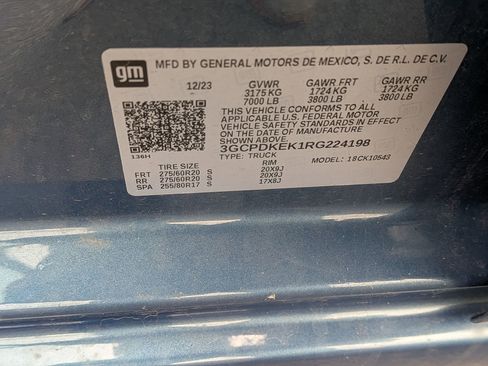 gm
MFD BY GENERAL MOTORS DE MEXICO, S. DE R.L. DE C.V.
12/23 GVWR GAWR FRT GAWR RR
3175 KG 1724 KG 1724 KG
7000 LB 3800 LB 3800 LB
THIS VEHICLE CONFORMS TO ALL
APPLICABLE U.S. FEDERAL MOTOR
VEHICLE SAFETY STANDARDS IN EFFECT
ON THE DATE OF MANUFACTURE
SHOWN ABOVE.
3GCPDKEK1RG224198
TYPE: TRUCK MODEL: 18CK10543
136H
TIRE SIZE RIM
FRT 275/60R20 S 20X9J
RR 275/60R20 S 20X9J
SPA 255/80R17 S 17X8J